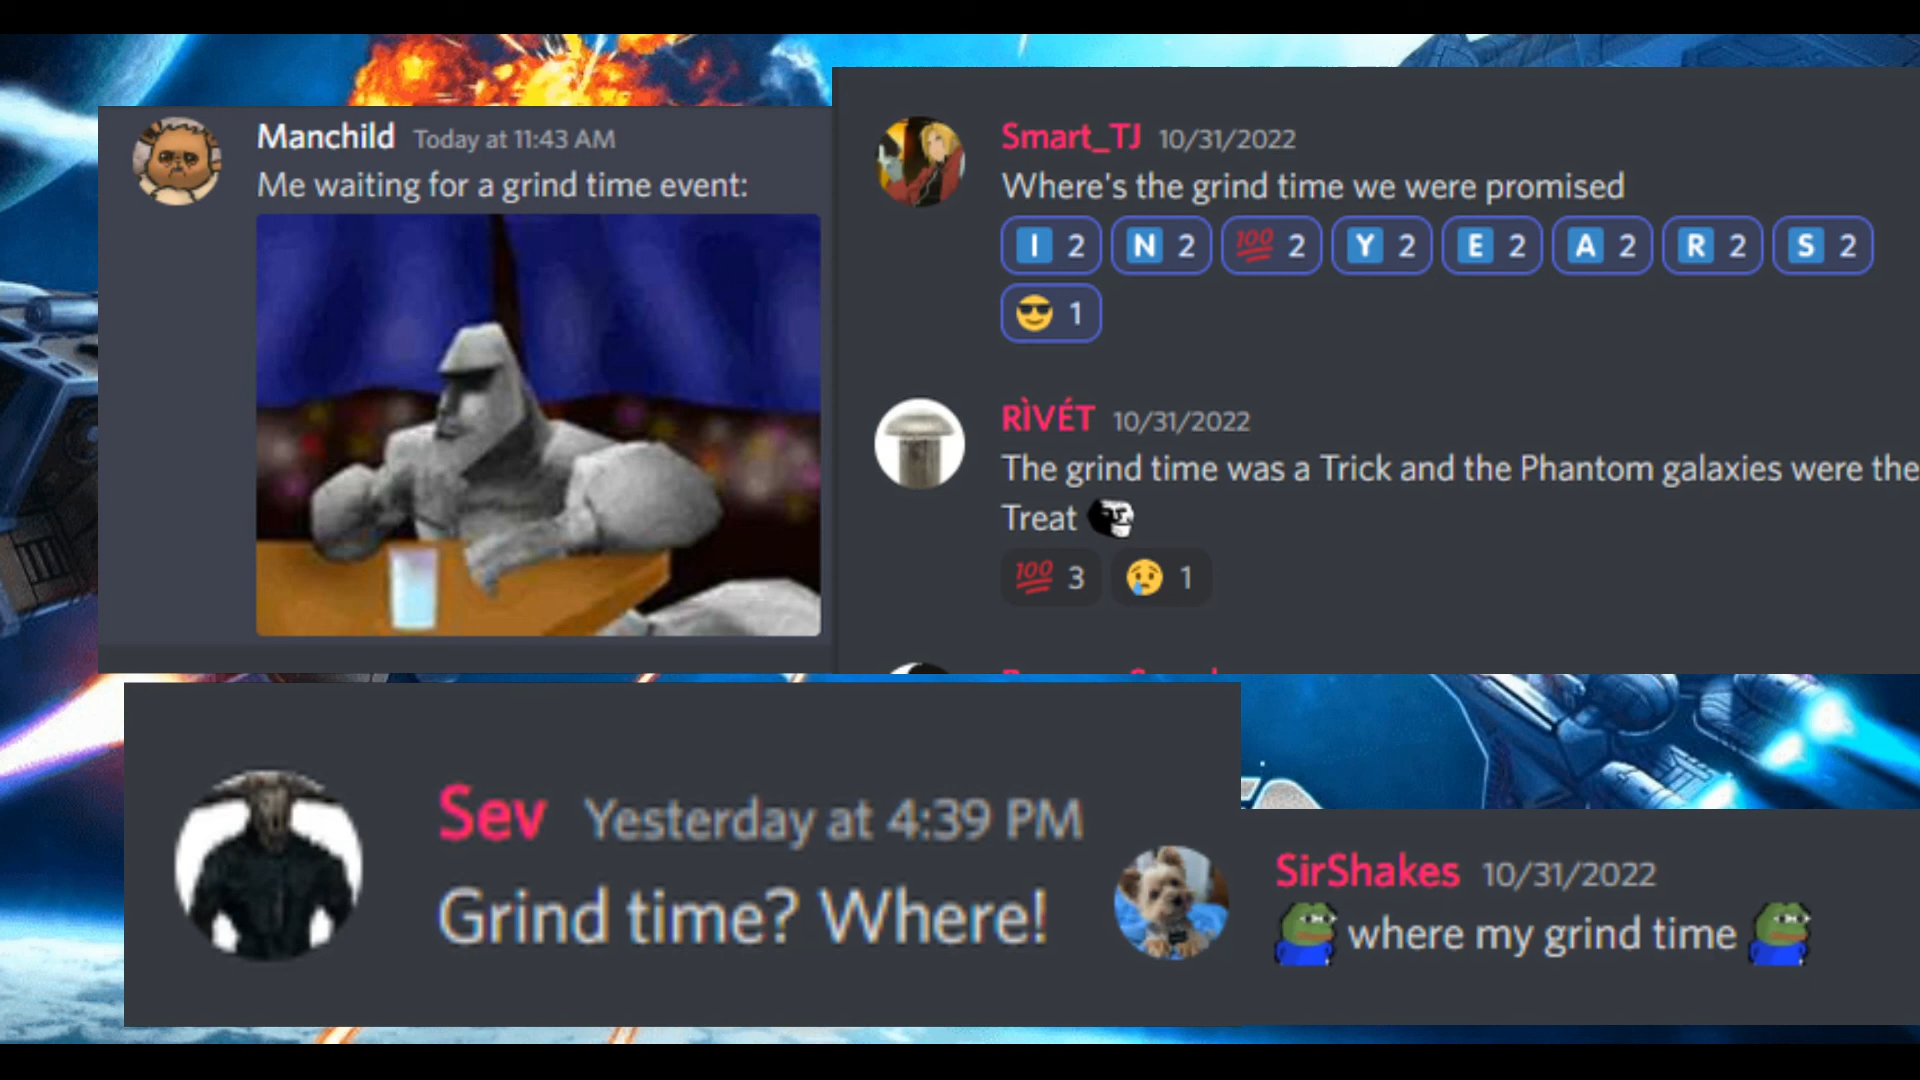 Manchild Today at 11:43 AM
Me waiting for a grind time event:
Smart_TJ 10/31/2022
Where's the grind time we were promised
I 2 N 2 100 2 Y 2 E 2 A 2 R 2 S 2
1
RÌVÉT 10/31/2022
The grind time was a Trick and the Phantom galaxies were the
Treat
100 3 1
Sev Yesterday at 4:39 PM
Grind time? Where!
SirShakes 10/31/2022
where my grind time